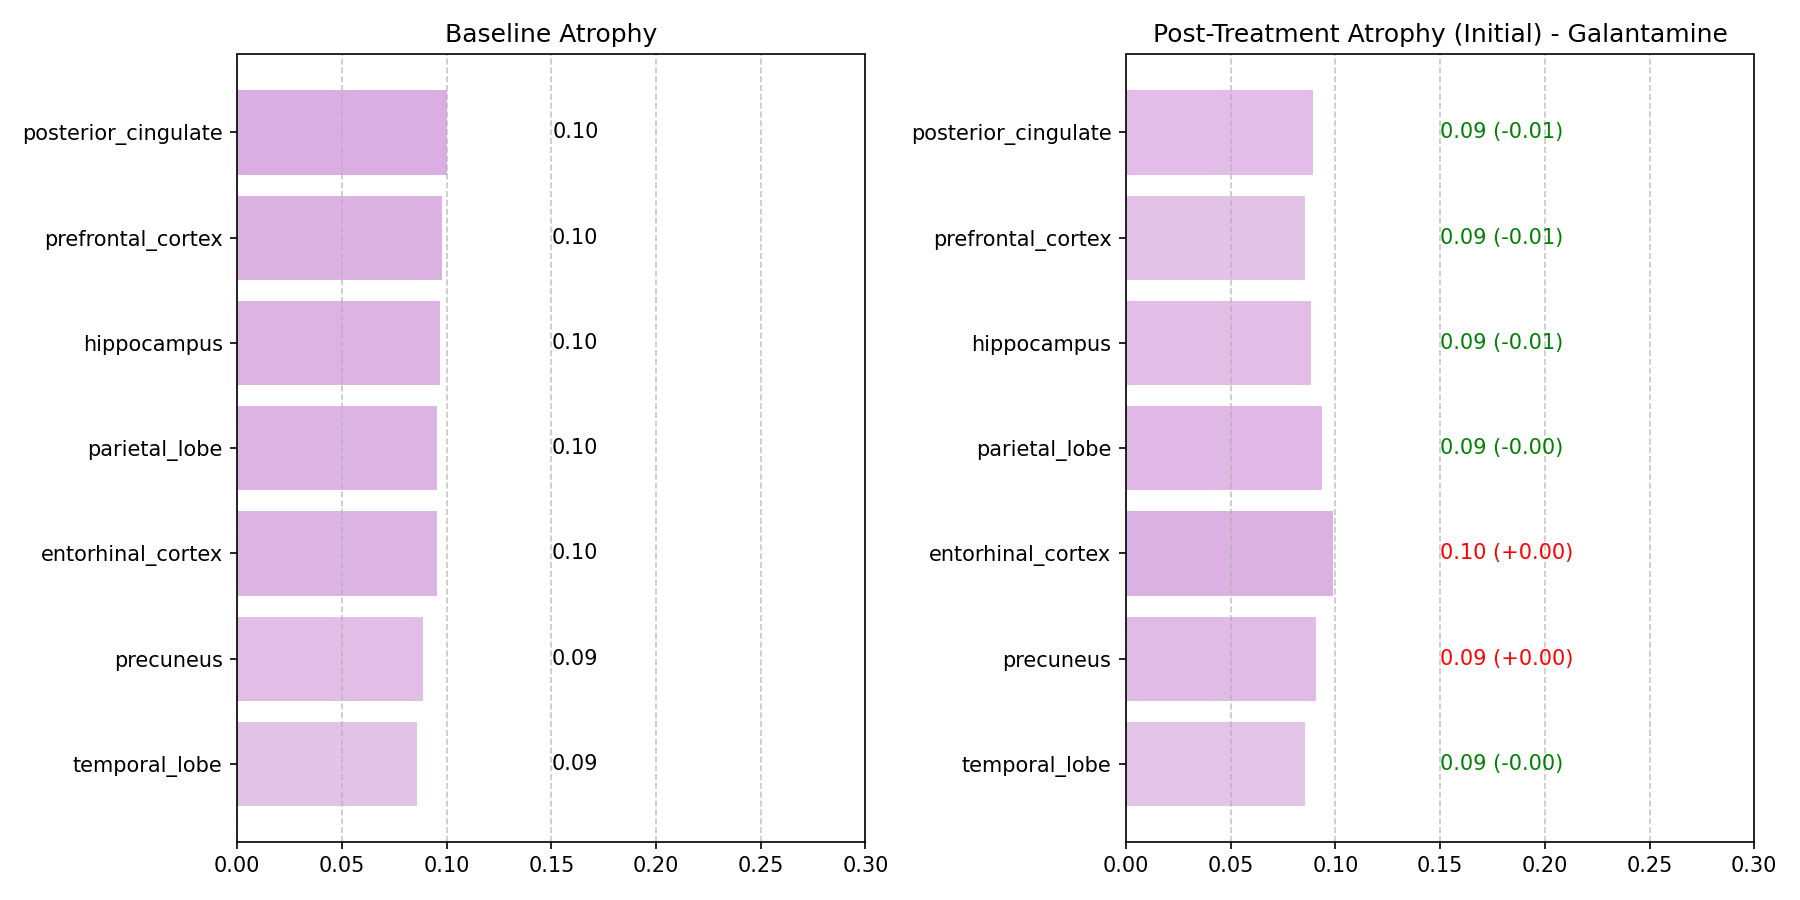 Baseline Atrophy
posterior_cingulate 0.10
prefrontal_cortex 0.10
hippocampus 0.10
parietal_lobe 0.10
entorhinal_cortex 0.10
precuneus 0.09
temporal_lobe 0.09
0.00 0.05 0.10 0.15 0.20 0.25 0.30
Post-Treatment Atrophy (Initial) - Galantamine
posterior_cingulate 0.09 (-0.01)
prefrontal_cortex 0.09 (-0.01)
hippocampus 0.09 (-0.01)
parietal_lobe 0.09 (-0.00)
entorhinal_cortex 0.10 (+0.00)
precuneus 0.09 (+0.00)
temporal_lobe 0.09 (-0.00)
0.00 0.05 0.10 0.15 0.20 0.25 0.30